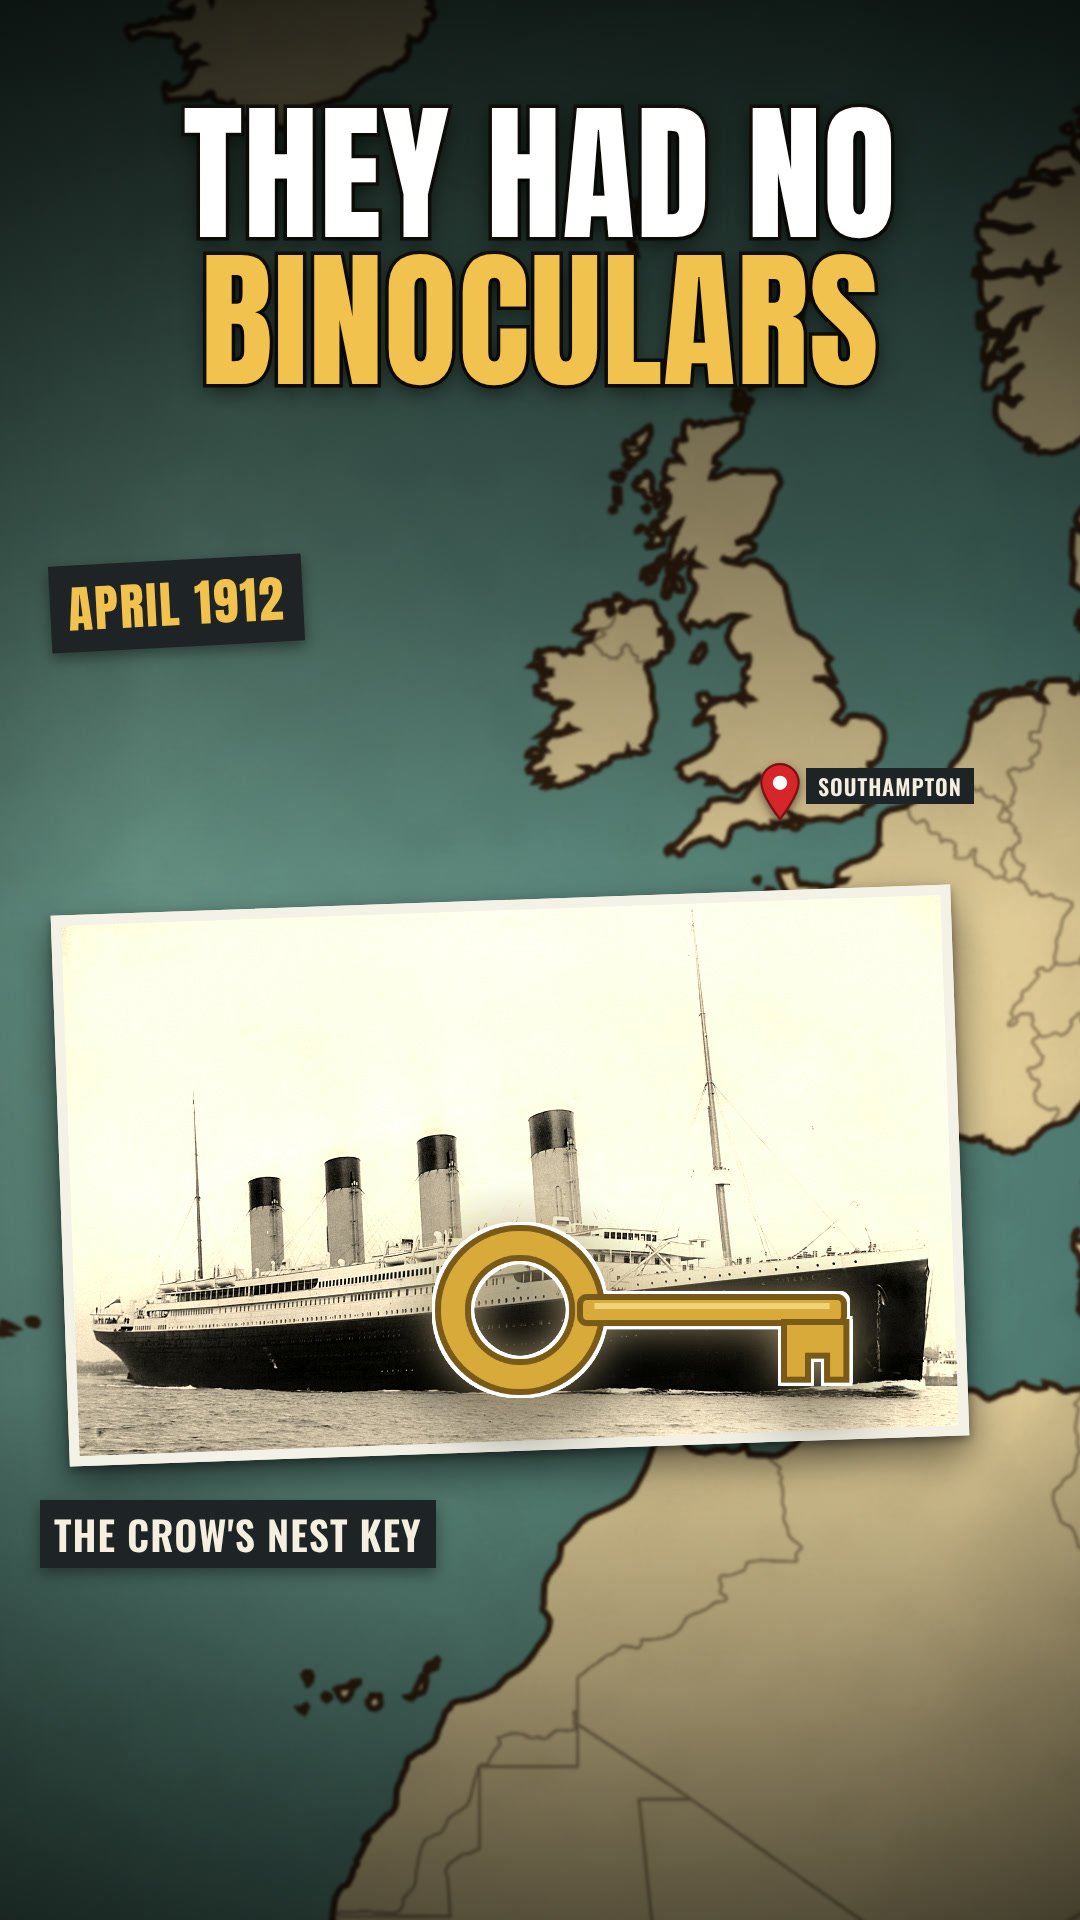 THEY HAD NO
BINOCULARS
APRIL 1912
SOUTHAMPTON
THE CROW'S NEST KEY